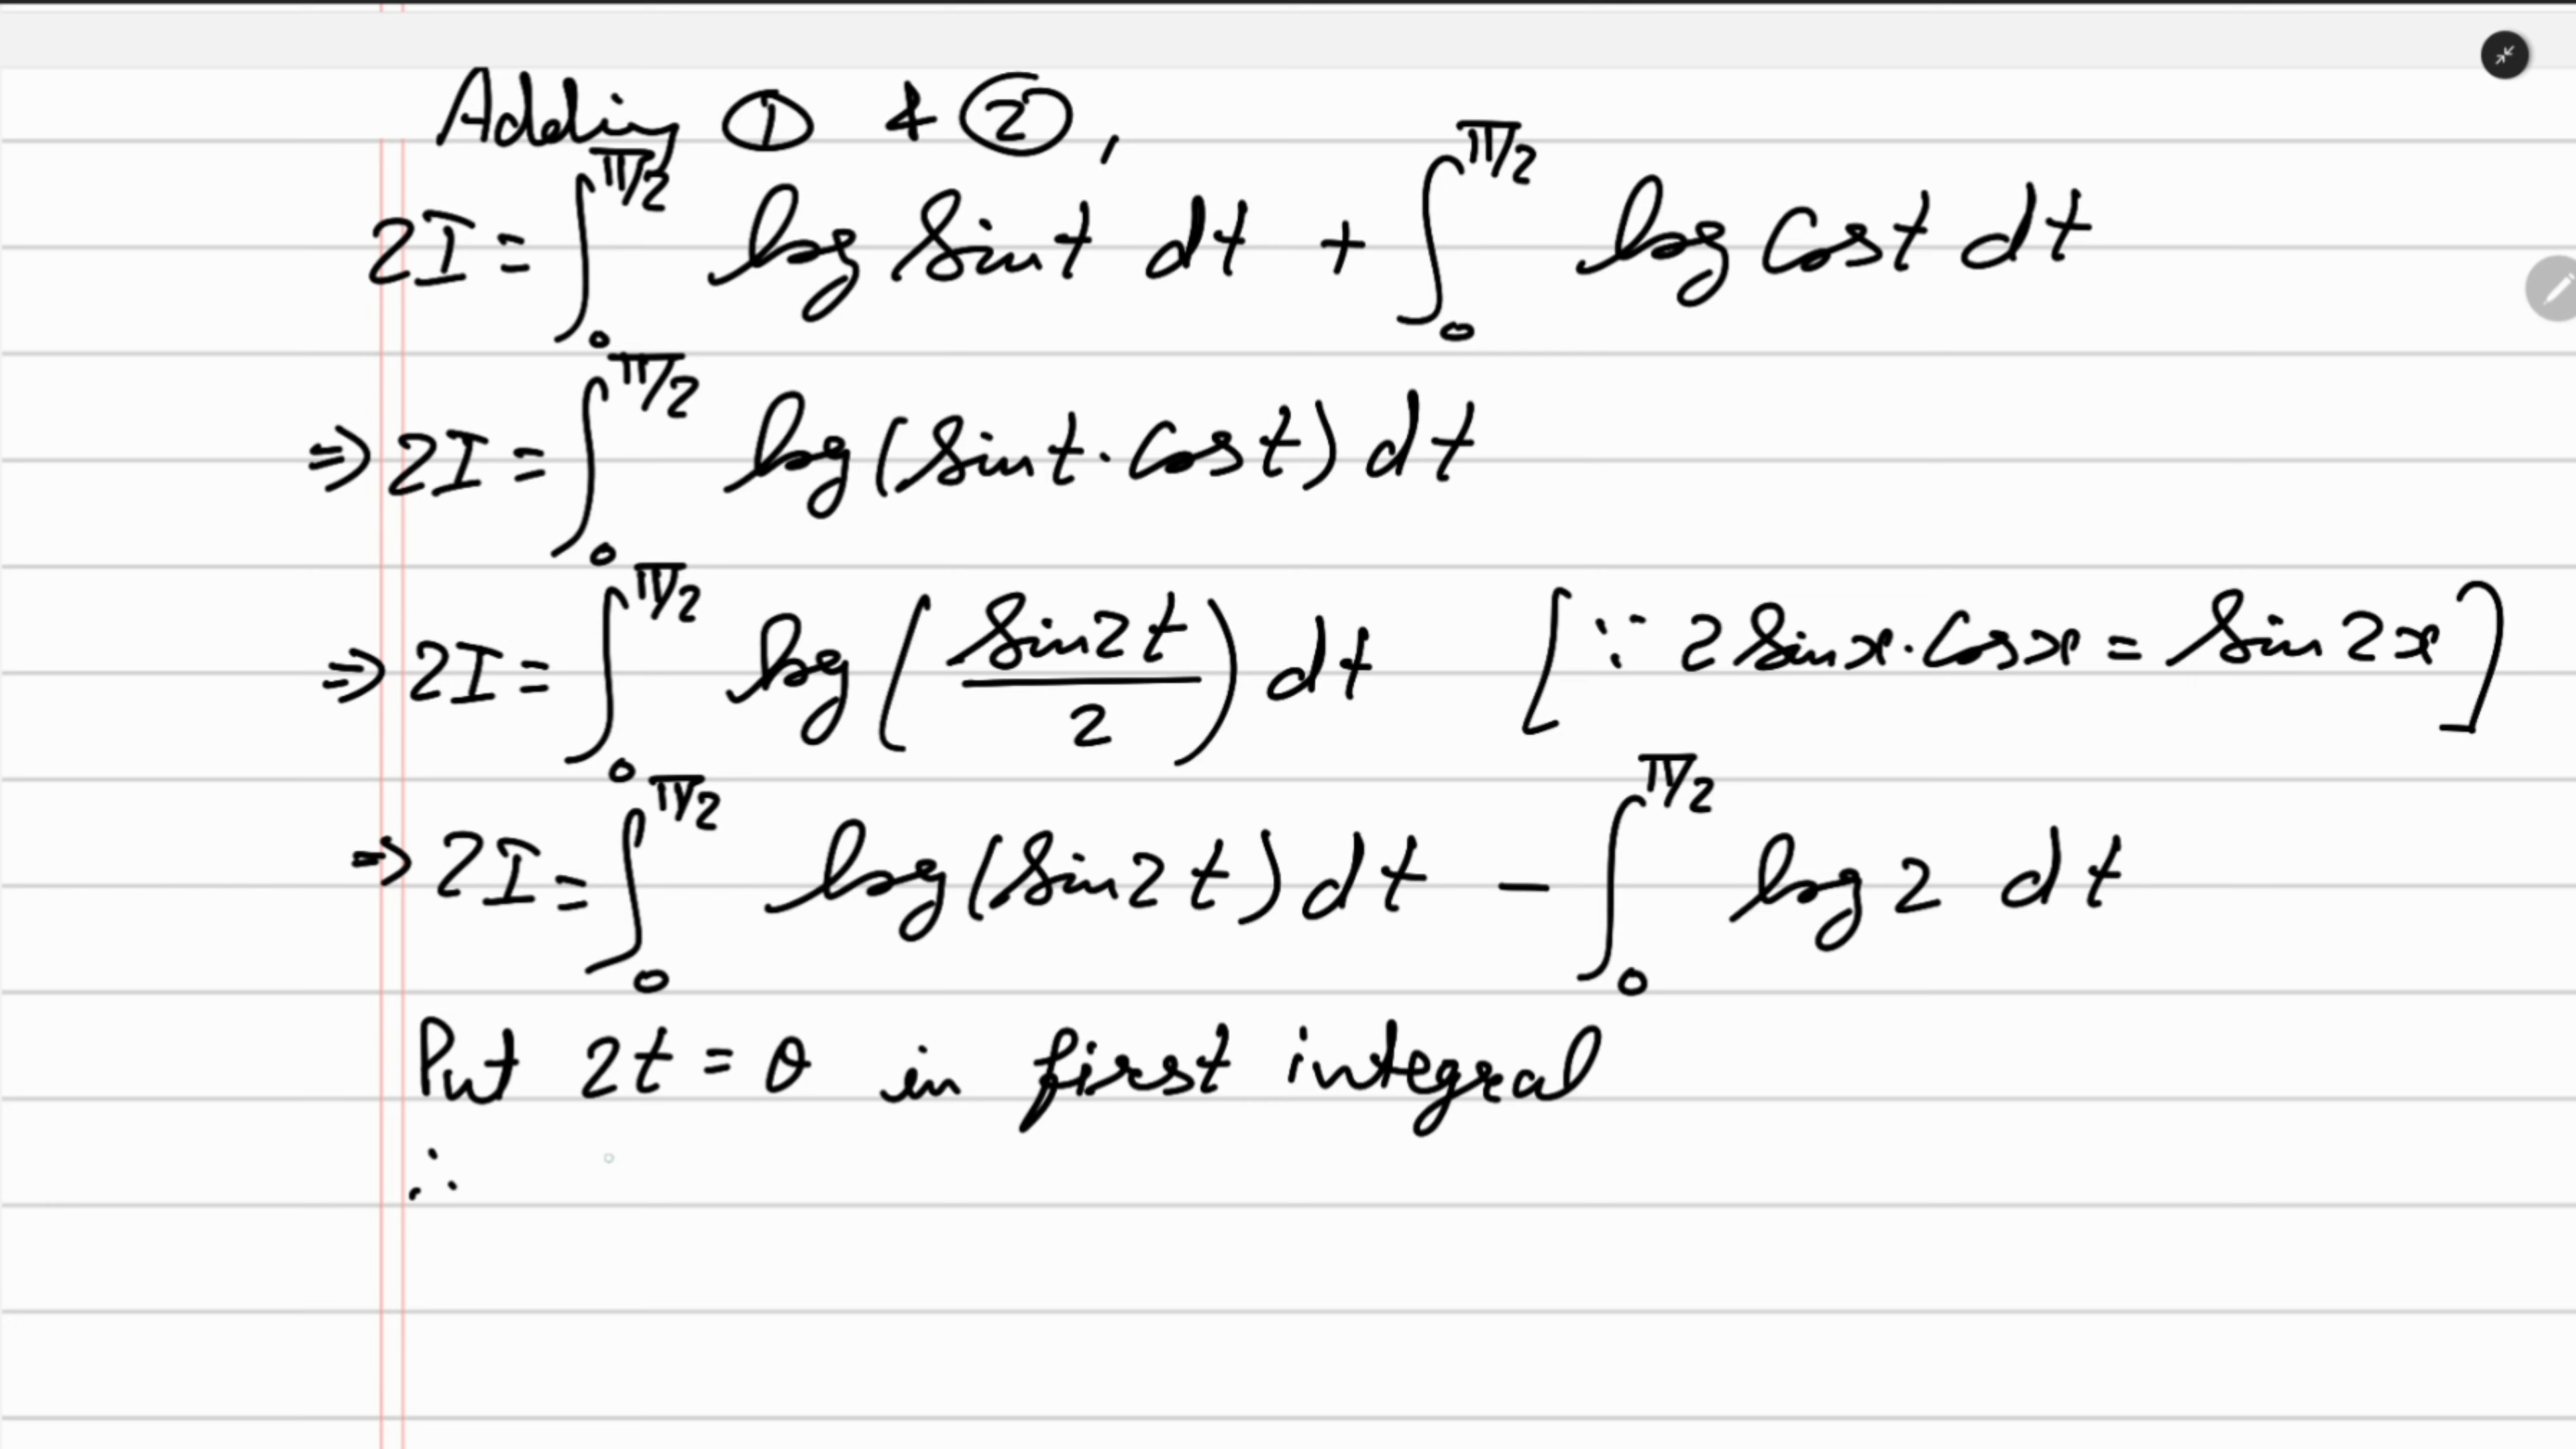 Adding ① & ②,
2I = ∫₀^{π/2} log sin t dt + ∫₀^{π/2} log cos t dt
⇒ 2I = ∫₀^{π/2} log(sin t · cos t) dt
⇒ 2I = ∫₀^{π/2} log(sin 2t / 2) dt [∵ 2 sin x · cos x = sin 2x]
⇒ 2I = ∫₀^{π/2} log(sin 2t) dt − ∫₀^{π/2} log 2 dt
Put 2t = θ in first integral
∴